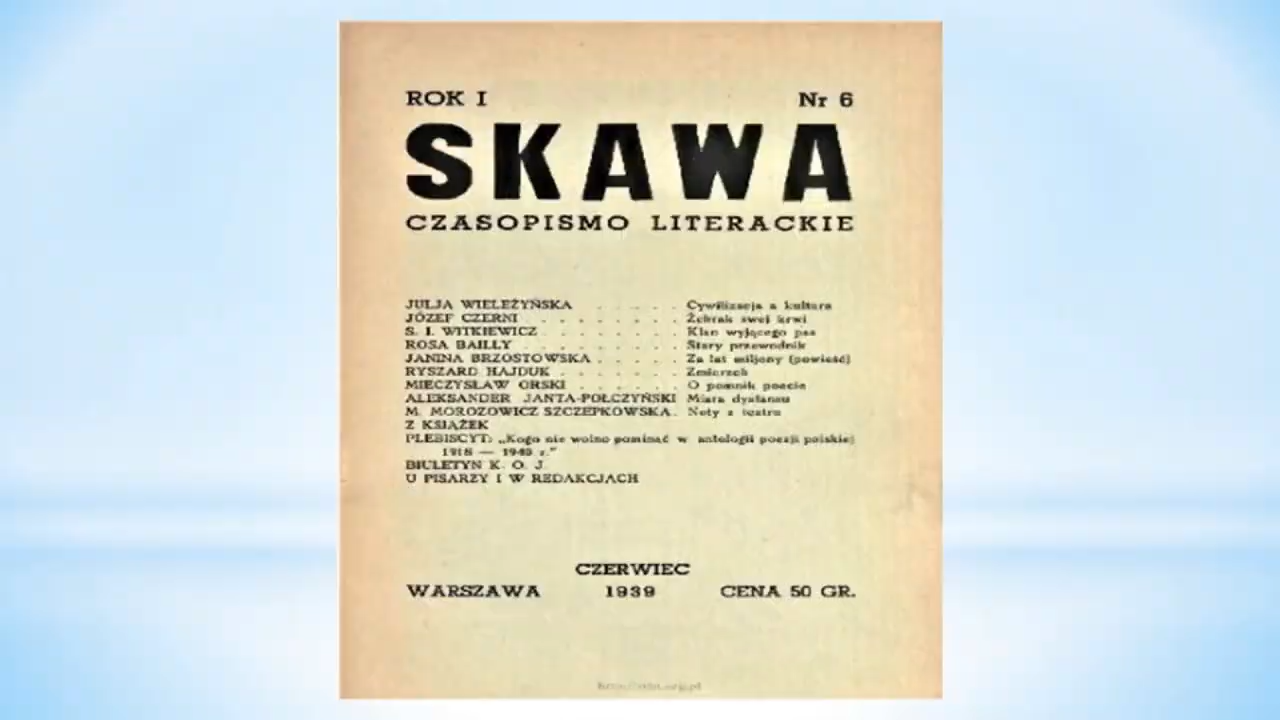 ROK I Nr 6
SKAWA
CZASOPISMO LITERACKIE
JULJA WIELEŻYŃSKA . . . . . Cywilizacja a kultura
JÓZEF CZERNI . . . . . . . Żebrak swej krwi
S. I. WITKIEWICZ . . . . . . Klan wyjącego psa
ROSA BAILLY . . . . . . . Stary przewodnik
JANINA BRZOSTOWSKA . . . . . Za lat miljony (powieść)
RYSZARD HAJDUK . . . . . . Zmierzch
MIECZYSŁAW ORSKI . . . . . . O pomnik poecie
ALEKSANDER JANTA-POŁCZYŃSKI Miara dystansu
M. MOROZOWICZ SZCZEPKOWSKA . Noty z teatru
Z KSIĄŻEK
PLEBISCYT: „Kogo nie wolno pominąć w antologii poezji polskiej
1918 — 1940 r."
BIULETYN K. O. J.
U PISARZY I W REDAKCJACH
CZERWIEC
WARSZAWA 1939 CENA 50 GR.